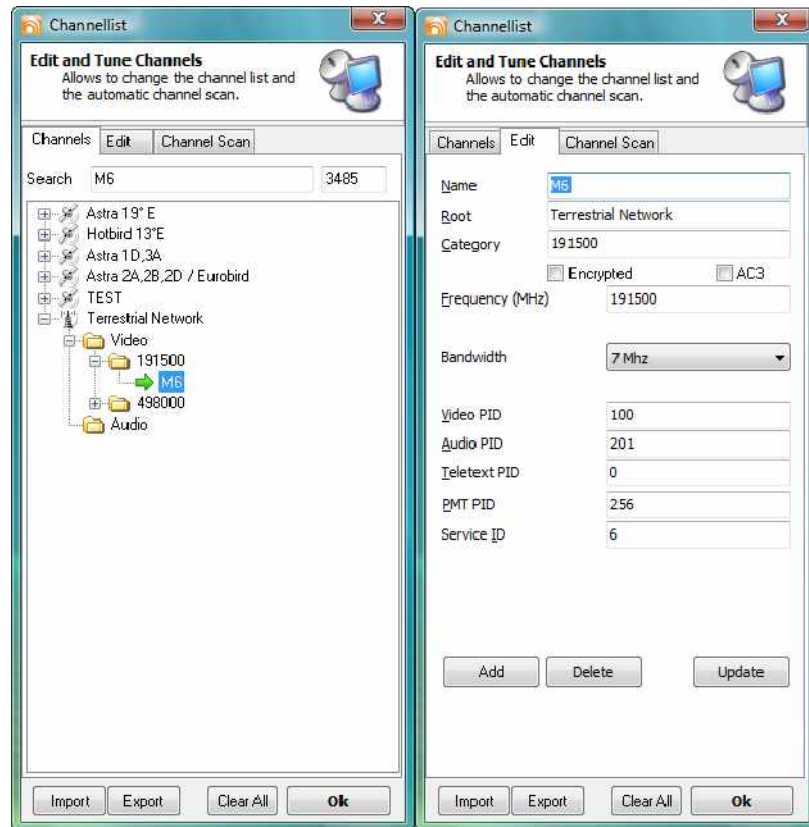 Channellist
X
Edit and Tune Channels
Allows to change the channel list and
the automatic channel scan.
Channels Edit Channel Scan
Search M6 3485
Astra 19° E
Hotbird 13°E
Astra 1D,3A
Astra 2A,2B,2D / Eurobird
TEST
Terrestrial Network
Video
191500
M6
498000
Audio
Import Export Clear All Ok
Channellist
X
Edit and Tune Channels
Allows to change the channel list and
the automatic channel scan.
Channels Edit Channel Scan
Name M6
Root Terrestrial Network
Category 191500
Encrypted AC3
Frequency (MHz) 191500
Bandwidth 7 Mhz
Video PID 100
Audio PID 201
Teletext PID 0
PMT PID 256
Service ID 6
Add Delete Update
Import Export Clear All Ok